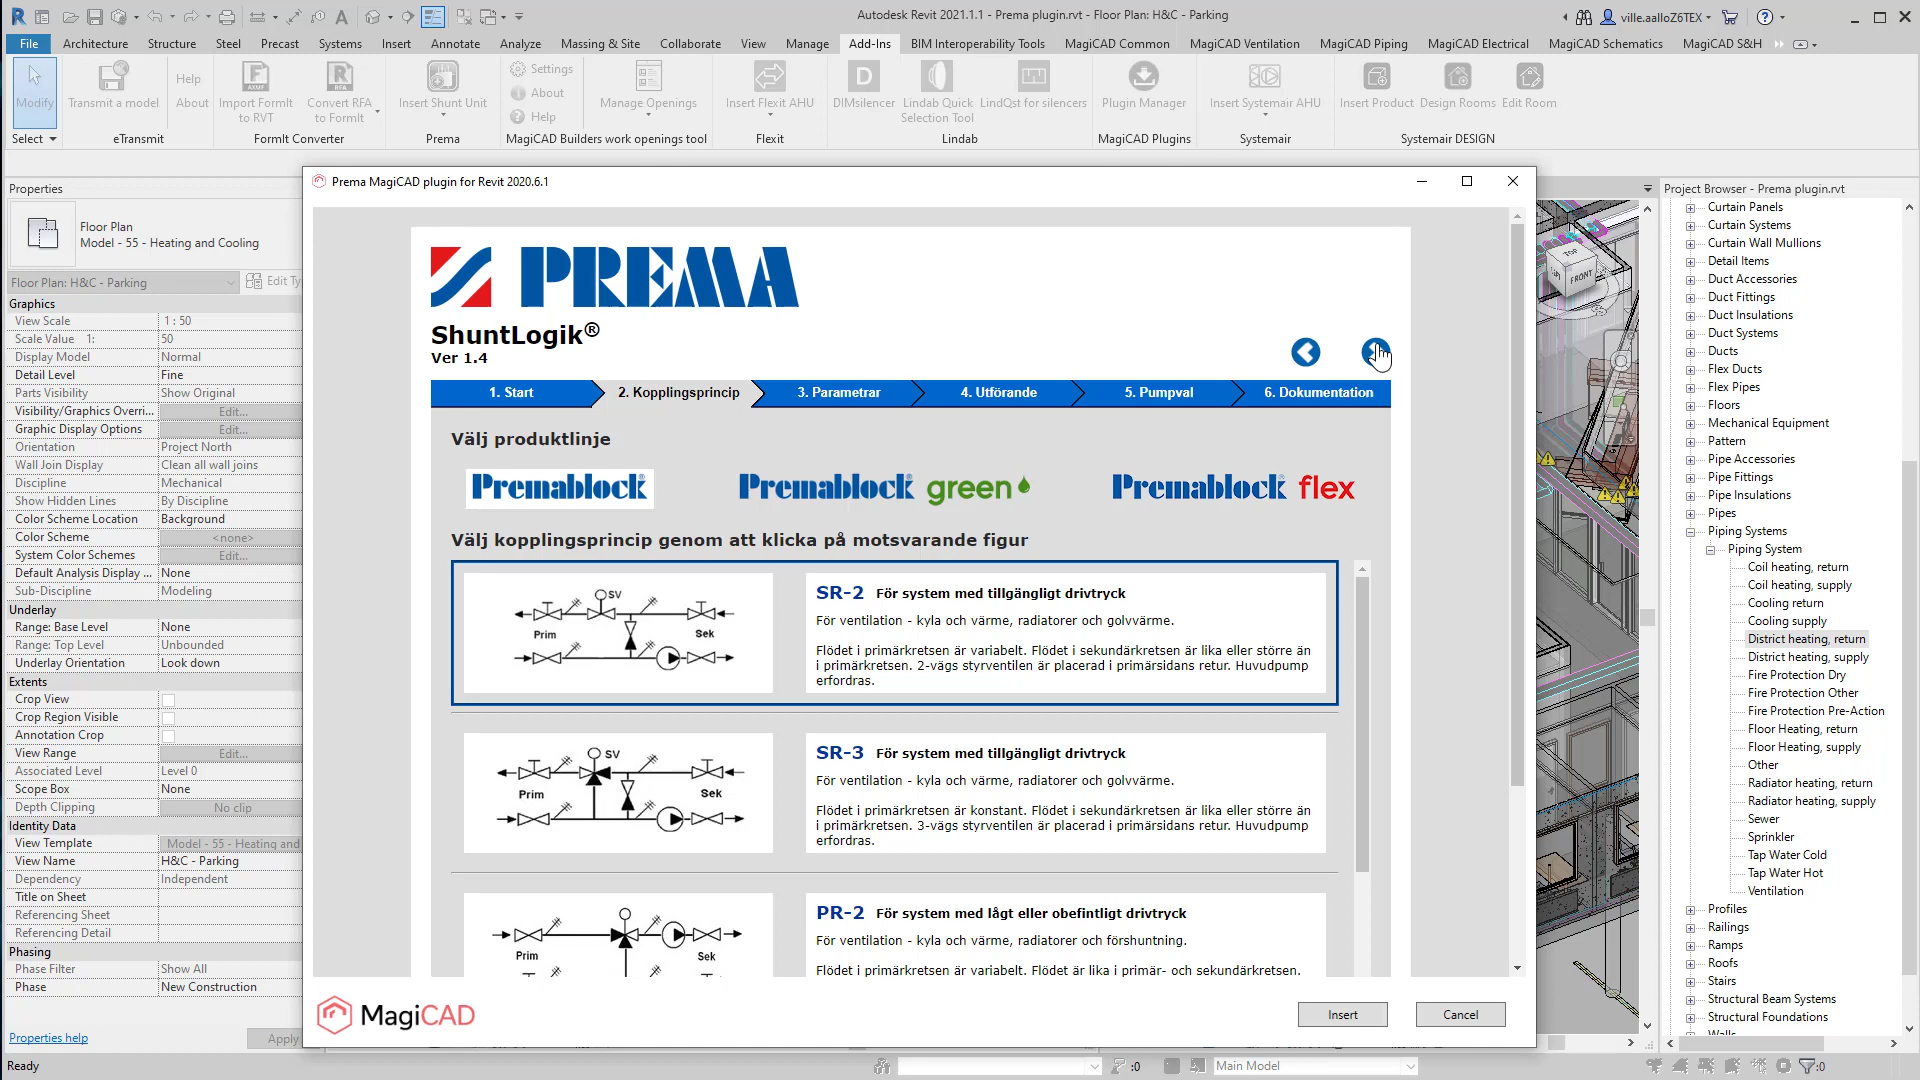 Autodesk Revit 2021.1.1 - Prema plugin.rvt - Floor Plan: H&C - Parking
ville.aalloZ6TEX
File Architecture Structure Steel Precast Systems Insert Annotate Analyze Massing & Site Collaborate View Manage Add-Ins BIM Interoperability Tools MagiCAD Common MagiCAD Ventilation MagiCAD Piping MagiCAD Electrical MagiCAD Schematics MagiCAD S&H
Modify
Select
Transmit a model
Help
About
eTransmit
Import FormIt
to RVT
Convert RFA
to FormIt
FormIt Converter
Insert Shunt Unit
Prema
Settings
About
Help
Manage Openings
MagiCAD Builders work openings tool
Insert Flexit AHU
Flexit
DIMsilencer
Lindab Quick
Selection Tool
LindQst for silencers
Lindab
Plugin Manager
MagiCAD Plugins
Insert Systemair AHU
Systemair
Insert Product
Design Rooms
Edit Room
Systemair DESIGN
Properties
Floor Plan
Model - 55 - Heating and Cooling
Floor Plan: H&C - Parking
Edit Ty
Graphics
View Scale 1 : 50
Scale Value 1: 50
Display Model Normal
Detail Level Fine
Parts Visibility Show Original
Visibility/Graphics Overri... Edit...
Graphic Display Options Edit...
Orientation Project North
Wall Join Display Clean all wall joins
Discipline Mechanical
Show Hidden Lines By Discipline
Color Scheme Location Background
Color Scheme <none>
System Color Schemes Edit...
Default Analysis Display ... None
Sub-Discipline Modeling
Underlay
Range: Base Level None
Range: Top Level Unbounded
Underlay Orientation Look down
Extents
Crop View
Crop Region Visible
Annotation Crop
View Range Edit...
Associated Level Level 0
Scope Box None
Depth Clipping No clip
Identity Data
View Template Model - 55 - Heating and
View Name H&C - Parking
Dependency Independent
Title on Sheet
Referencing Sheet
Referencing Detail
Phasing
Phase Filter Show All
Phase New Construction
Properties help
Apply
Ready
Prema MagiCAD plugin for Revit 2020.6.1
PREMA
ShuntLogik®
Ver 1.4
1. Start 2. Kopplingsprincip 3. Parametrar 4. Utförande 5. Pumpval 6. Dokumentation
Välj produktlinje
Premablock®
Premablock® green
Premablock® flex
Välj kopplingsprincip genom att klicka på motsvarande figur
SV
Prim
Sek
SR-2 För system med tillgängligt drivtryck
För ventilation - kyla och värme, radiatorer och golvvärme.
Flödet i primärkretsen är variabelt. Flödet i sekundärkretsen är lika eller större än
i primärkretsen. 2-vägs styrventilen är placerad i primärsidans retur. Huvudpump
erfordras.
SV
Prim
Sek
SR-3 För system med tillgängligt drivtryck
För ventilation - kyla och värme, radiatorer och golvvärme.
Flödet i primärkretsen är konstant. Flödet i sekundärkretsen är lika eller större än
i primärkretsen. 3-vägs styrventilen är placerad i primärsidans retur. Huvudpump
erfordras.
Prim
Sek
PR-2 För system med lågt eller obefintligt drivtryck
För ventilation - kyla och värme, radiatorer och förshuntning.
Flödet i primärkretsen är variabelt. Flödet är lika i primär- och sekundärkretsen.
MagiCAD
Insert
Cancel
TOP
FRONT
Project Browser - Prema plugin.rvt
Curtain Panels
Curtain Systems
Curtain Wall Mullions
Detail Items
Duct Accessories
Duct Fittings
Duct Insulations
Duct Systems
Ducts
Flex Ducts
Flex Pipes
Floors
Mechanical Equipment
Pattern
Pipe Accessories
Pipe Fittings
Pipe Insulations
Pipes
Piping Systems
Piping System
Coil heating, return
Coil heating, supply
Cooling return
Cooling supply
District heating, return
District heating, supply
Fire Protection Dry
Fire Protection Other
Fire Protection Pre-Action
Floor Heating, return
Floor Heating, supply
Other
Radiator heating, return
Radiator heating, supply
Sewer
Sprinkler
Tap Water Cold
Tap Water Hot
Ventilation
Profiles
Railings
Ramps
Roofs
Stairs
Structural Beam Systems
Structural Foundations
Walls
:0
Main Model
:0